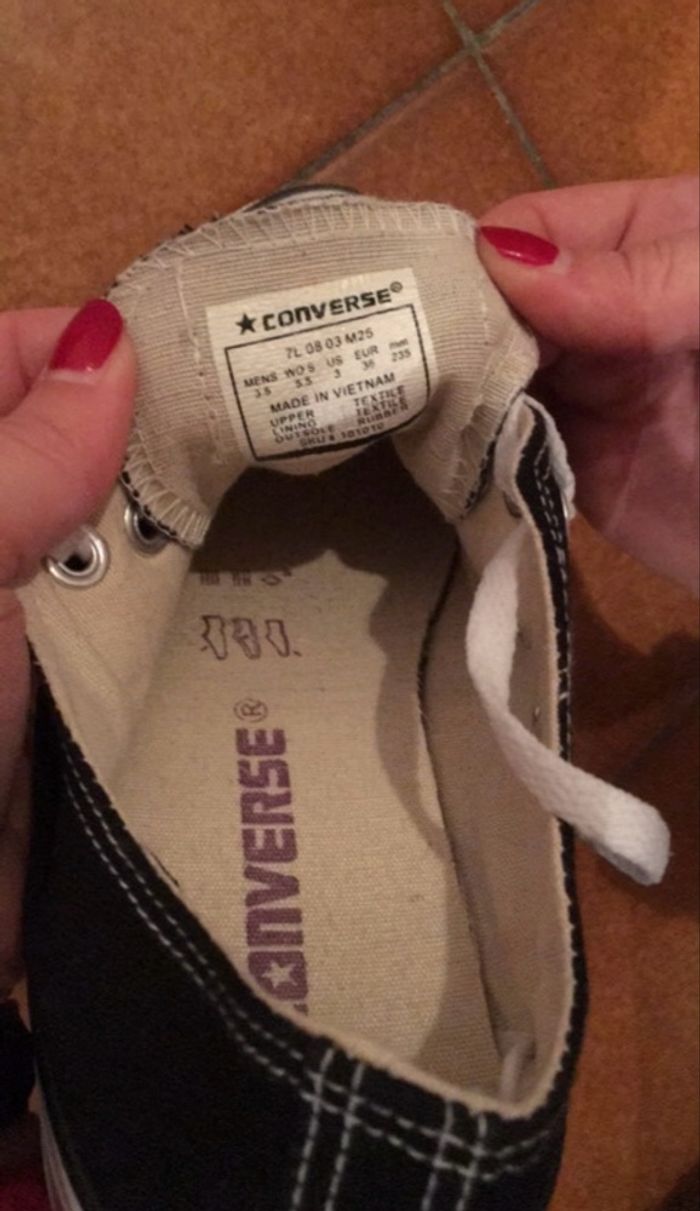 ★CONVERSE®
7L 08 03 M25
MENS WO'S US EUR mm
3.5 5.5 3 36 235
MADE IN VIETNAM
UPPER TEXTILE
LINING TEXTILE
OUTSOLE RUBBER
SKU#
CONVERSE®